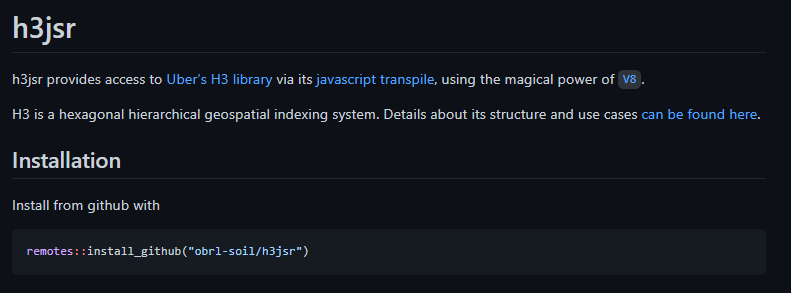 h3jsr
h3jsr provides access to Uber’s H3 library via its javascript transpile, using the magical power of V8.
H3 is a hexagonal hierarchical geospatial indexing system. Details about its structure and use cases can be found here.
Installation
Install from github with
remotes::install_github("obrl-soil/h3jsr")